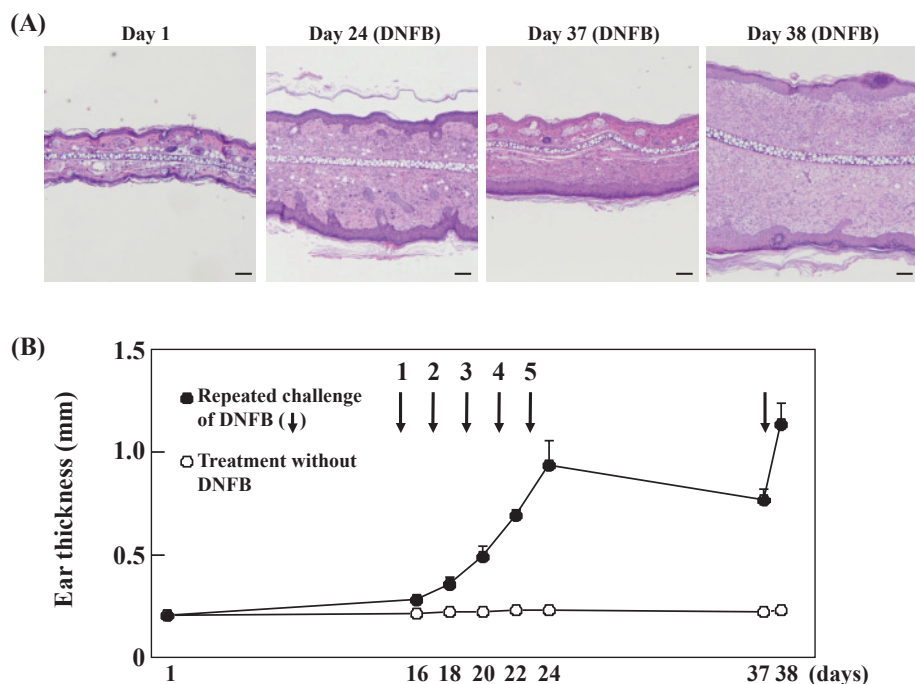 (A)
Day 1
Day 24 (DNFB)
Day 37 (DNFB)
Day 38 (DNFB)
(B)
Ear thickness (mm)
1.5
1.0
0.5
0
1 2 3 4 5
Repeated challenge
of DNFB (↓)
Treatment without
DNFB
1 16 18 20 22 24 37 38 (days)